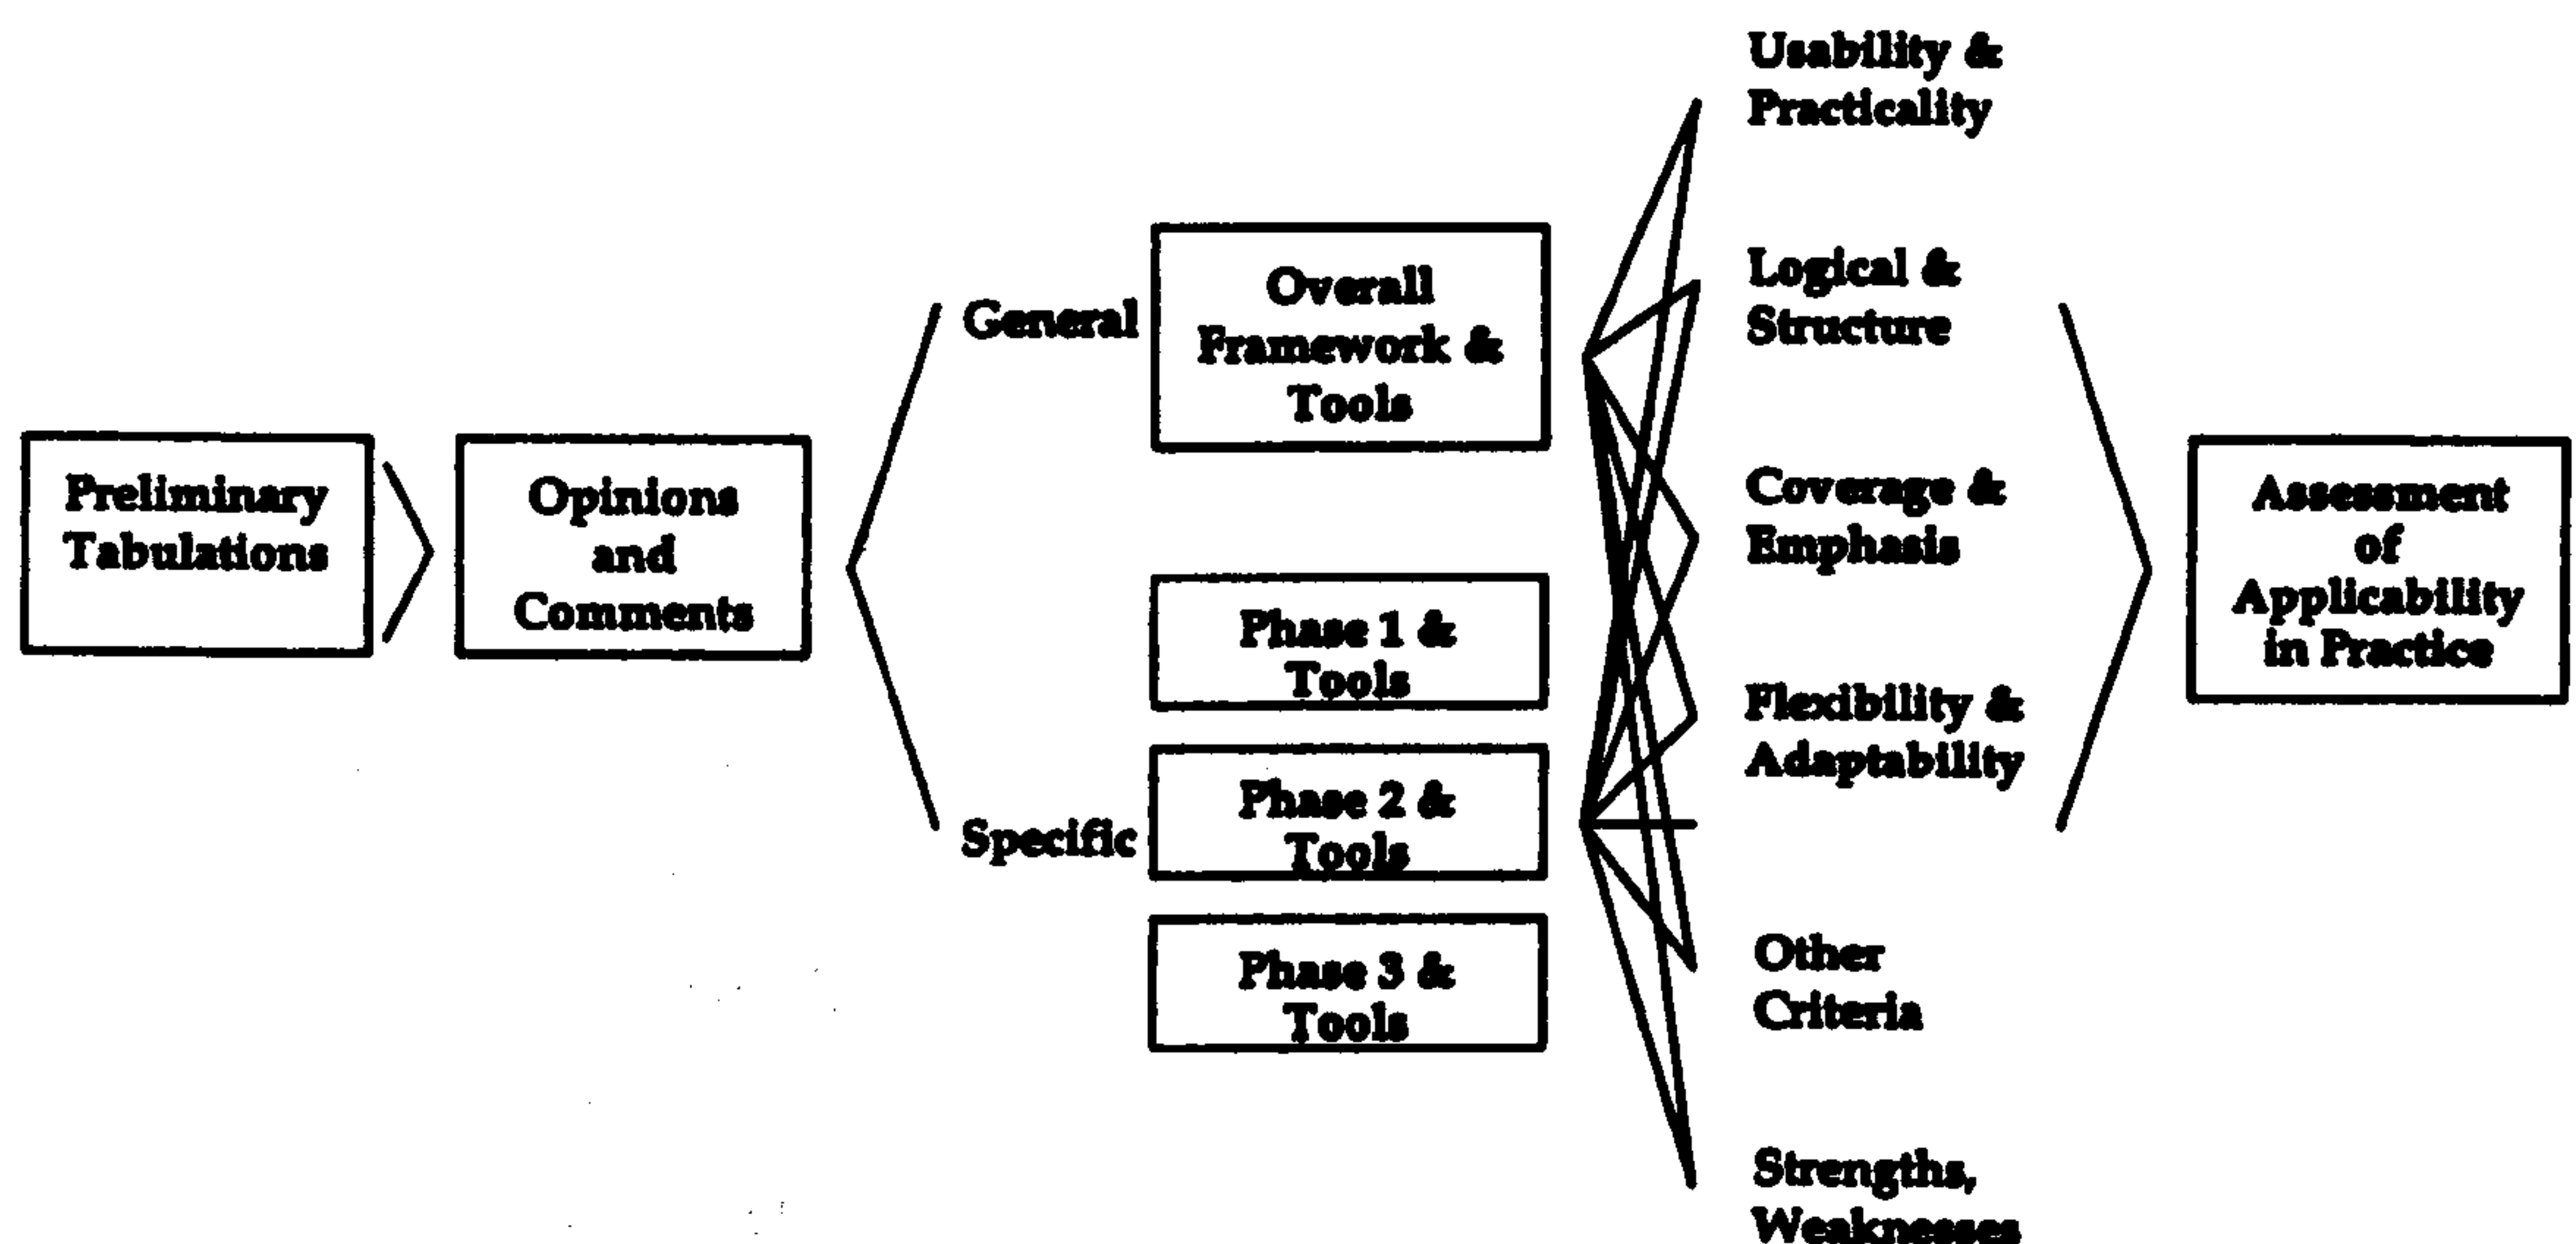 Preliminary
Tabulations
Opinions
and
Comments
General
Overall
Framework &
Tools
Specific
Phase 1 &
Tools
Phase 2 &
Tools
Phase 3 &
Tools
Usability &
Practicality
Logical &
Structure
Coverage &
Emphasis
Flexibility &
Adaptability
Other
Criteria
Strengths,
Weaknesses
Assessment
of
Applicability
in Practice